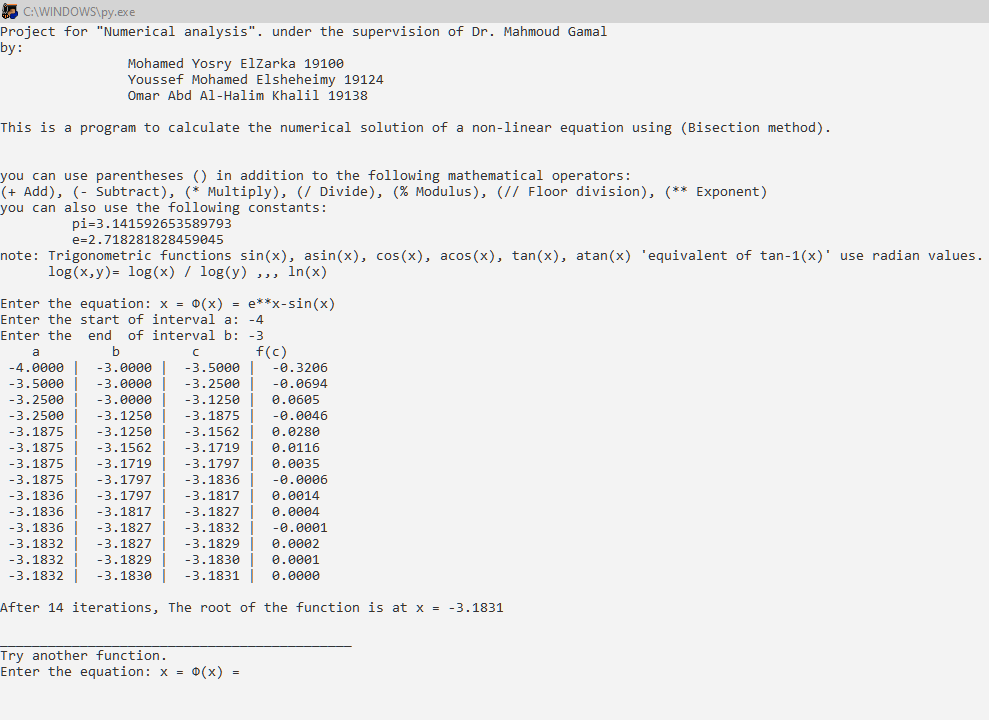 C:\WINDOWS\py.exe
Project for "Numerical analysis". under the supervision of Dr. Mahmoud Gamal
by:
Mohamed Yosry ElZarka 19100
Youssef Mohamed Elsheheimy 19124
Omar Abd Al-Halim Khalil 19138
This is a program to calculate the numerical solution of a non-linear equation using (Bisection method).
you can use parentheses () in addition to the following mathematical operators:
(+ Add), (- Subtract), (* Multiply), (/ Divide), (% Modulus), (// Floor division), (** Exponent)
you can also use the following constants:
pi=3.141592653589793
e=2.718281828459045
note: Trigonometric functions sin(x), asin(x), cos(x), acos(x), tan(x), atan(x) 'equivalent of tan-1(x)' use radian values.
log(x,y)= log(x) / log(y) ,,, ln(x)
Enter the equation: x = Φ(x) = e**x-sin(x)
Enter the start of interval a: -4
Enter the  end  of interval b: -3
a b c f(c)
-4.0000 | -3.0000 | -3.5000 | -0.3206
-3.5000 | -3.0000 | -3.2500 | -0.0694
-3.2500 | -3.0000 | -3.1250 | 0.0605
-3.2500 | -3.1250 | -3.1875 | -0.0046
-3.1875 | -3.1250 | -3.1562 | 0.0280
-3.1875 | -3.1562 | -3.1719 | 0.0116
-3.1875 | -3.1719 | -3.1797 | 0.0035
-3.1875 | -3.1797 | -3.1836 | -0.0006
-3.1836 | -3.1797 | -3.1817 | 0.0014
-3.1836 | -3.1817 | -3.1827 | 0.0004
-3.1836 | -3.1827 | -3.1832 | -0.0001
-3.1832 | -3.1827 | -3.1829 | 0.0002
-3.1832 | -3.1829 | -3.1830 | 0.0001
-3.1832 | -3.1830 | -3.1831 | 0.0000
After 14 iterations, The root of the function is at x = -3.1831
____________________________________________
Try another function.
Enter the equation: x = Φ(x) =